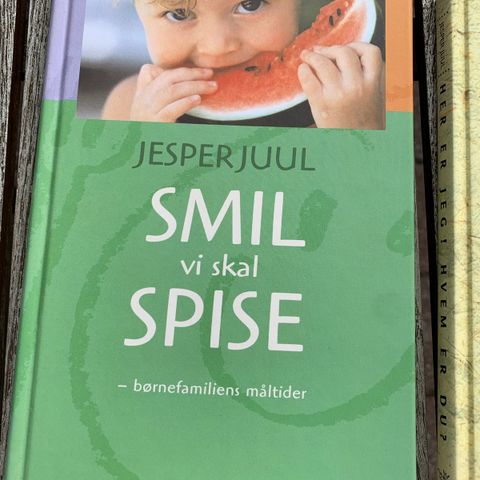 JESPER JUUL
SMIL
vi skal
SPISE
– børnefamiliens måltider
HER ER JEG! HVEM ER DU?